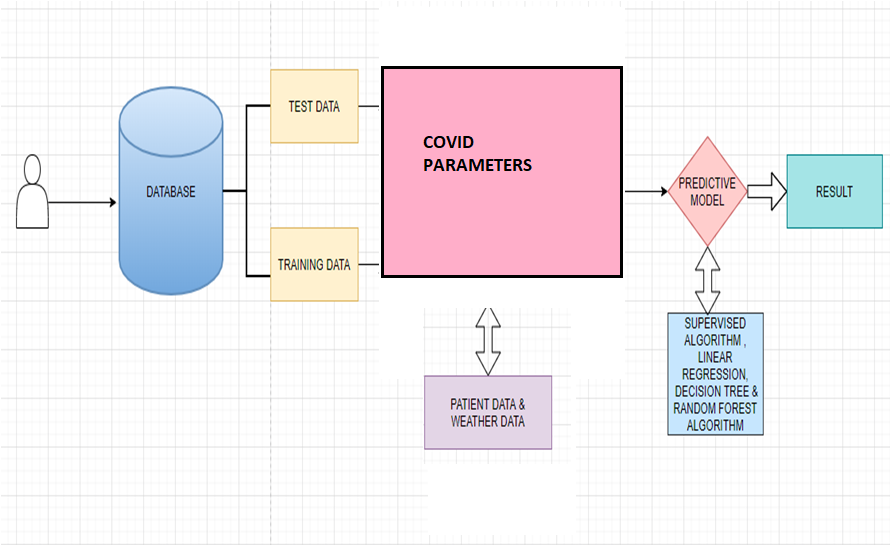 TEST DATA
COVID
PARAMETERS
DATABASE
PREDICTIVE
MODEL
RESULT
TRAINING DATA
PATIENT DATA &
WEATHER DATA
SUPERVISED
ALGORITHM ,
LINEAR
REGRESSION,
DECISION TREE &
RANDOM FOREST
ALGORITHM